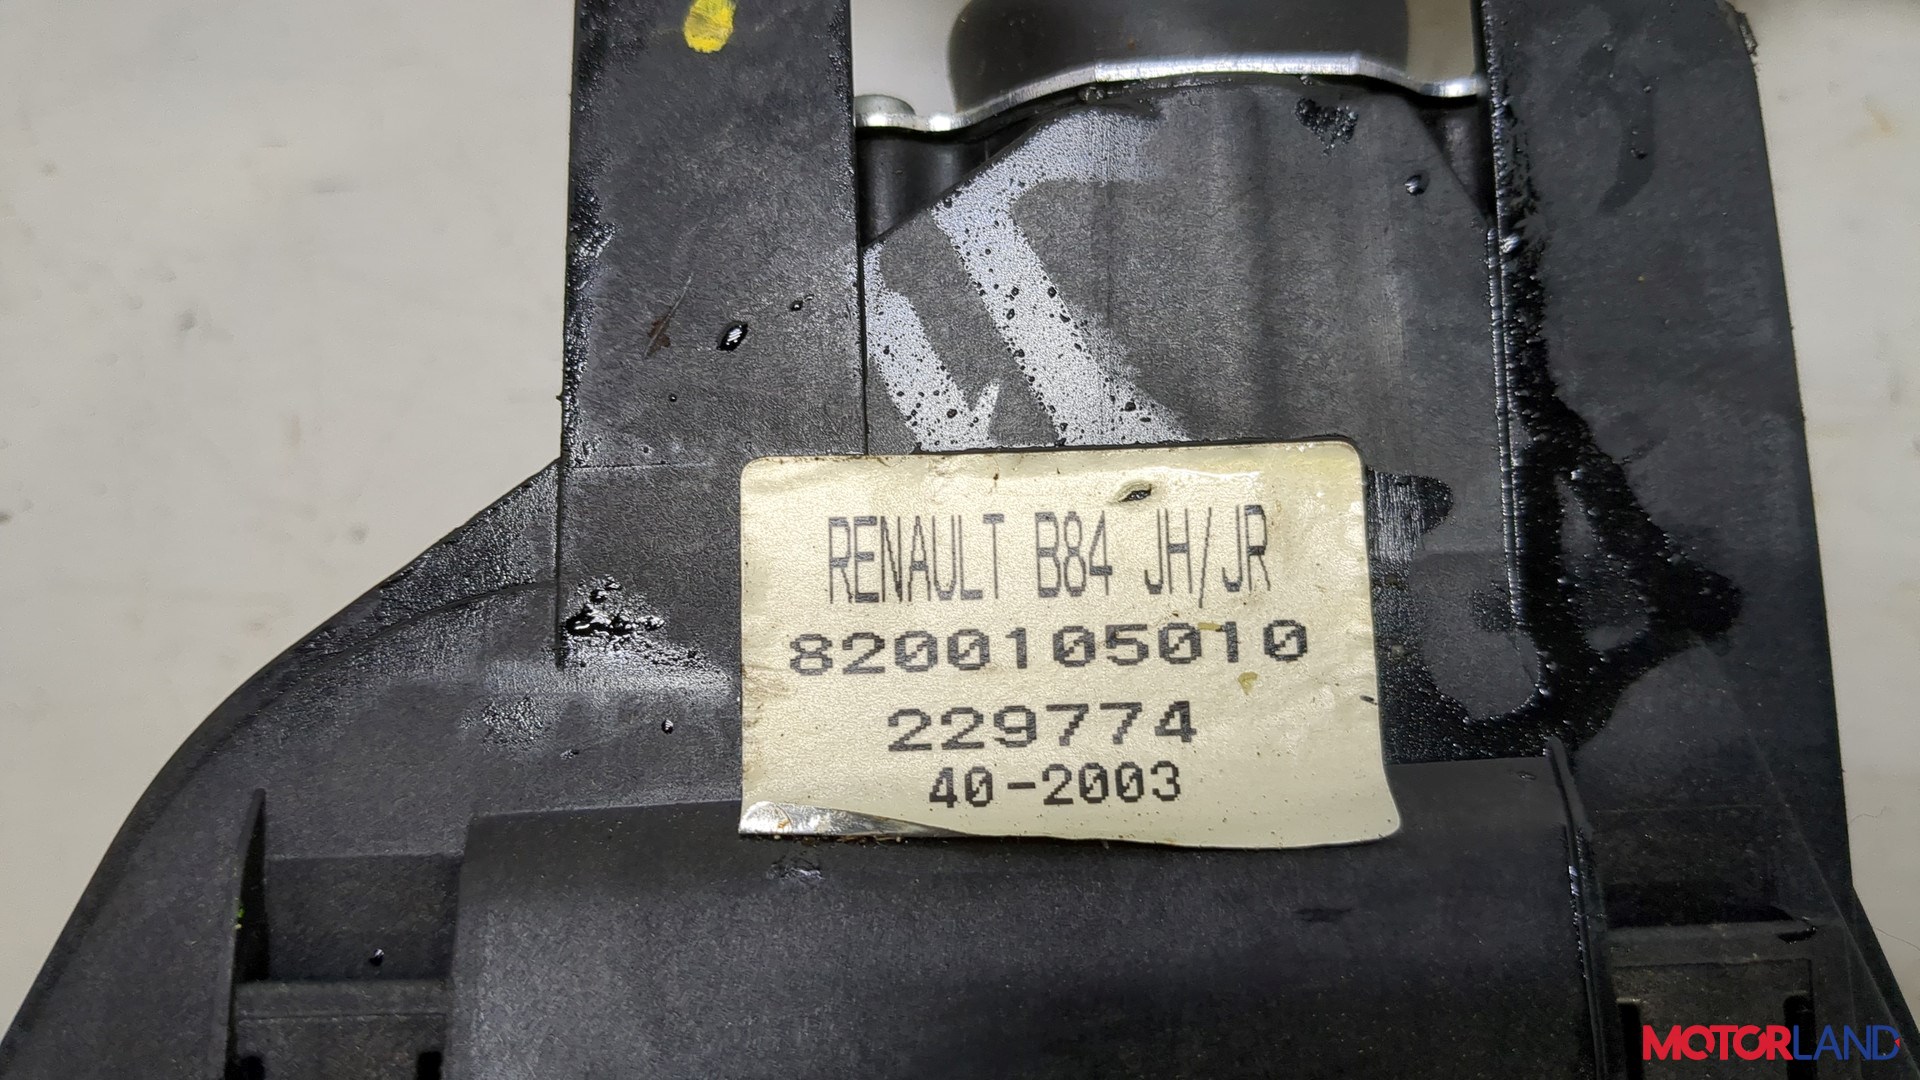 RENAULT B84 JH/JR
8200105010
229774
40-2003
MOTORLAND